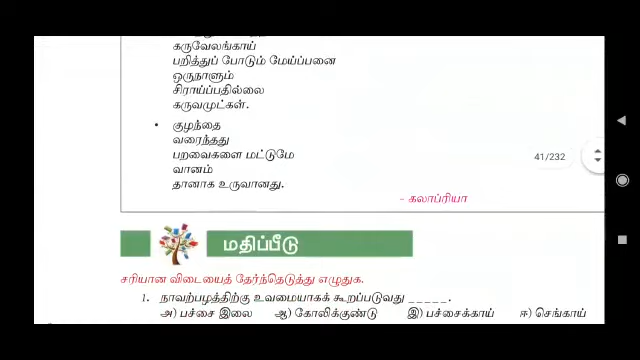 கருவேலங்காய்
பறித்துப் போடும் மேய்ப்பனை
ஒருநாளும்
சிராய்ப்பதில்லை
கருவமுட்கள்.
• குழந்தை
வரைந்தது
பறவைகளை மட்டுமே
வானம்
தானாக உருவானது.
41/232
- கலாப்ரியா
மதிப்பீடு
சரியான விடையைத் தேர்ந்தெடுத்து எழுதுக.
1. நாவற்பழத்திற்கு உவமையாகக் கூறப்படுவது _____.
அ) பச்சை இலை ஆ) கோலிக்குண்டு இ) பச்சைக்காய் ஈ) செங்காய்